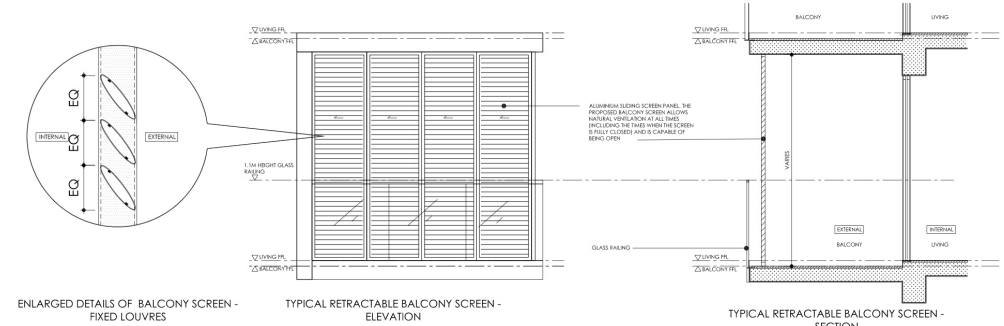 EQ
EQ
EQ
INTERNAL
EXTERNAL
ENLARGED DETAILS OF BALCONY SCREEN -
FIXED LOUVRES
LIVING FFL
BALCONY FFL
1.1M HEIGHT GLASS
RAILING
LIVING FFL
BALCONY FFL
TYPICAL RETRACTABLE BALCONY SCREEN -
ELEVATION
ALUMINIUM SLIDING SCREEN PANEL. THE
PROPOSED BALCONY SCREEN ALLOWS
NATURAL VENTILATION AT ALL TIMES
(INCLUDING THE TIMES WHEN THE SCREEN
IS FULLY CLOSED) AND IS CAPABLE OF
BEING OPEN
GLASS RAILING
BALCONY
LIVING
LIVING FFL
BALCONY FFL
VARIES
EXTERNAL
BALCONY
INTERNAL
LIVING
LIVING FFL
BALCONY FFL
TYPICAL RETRACTABLE BALCONY SCREEN -
SECTION